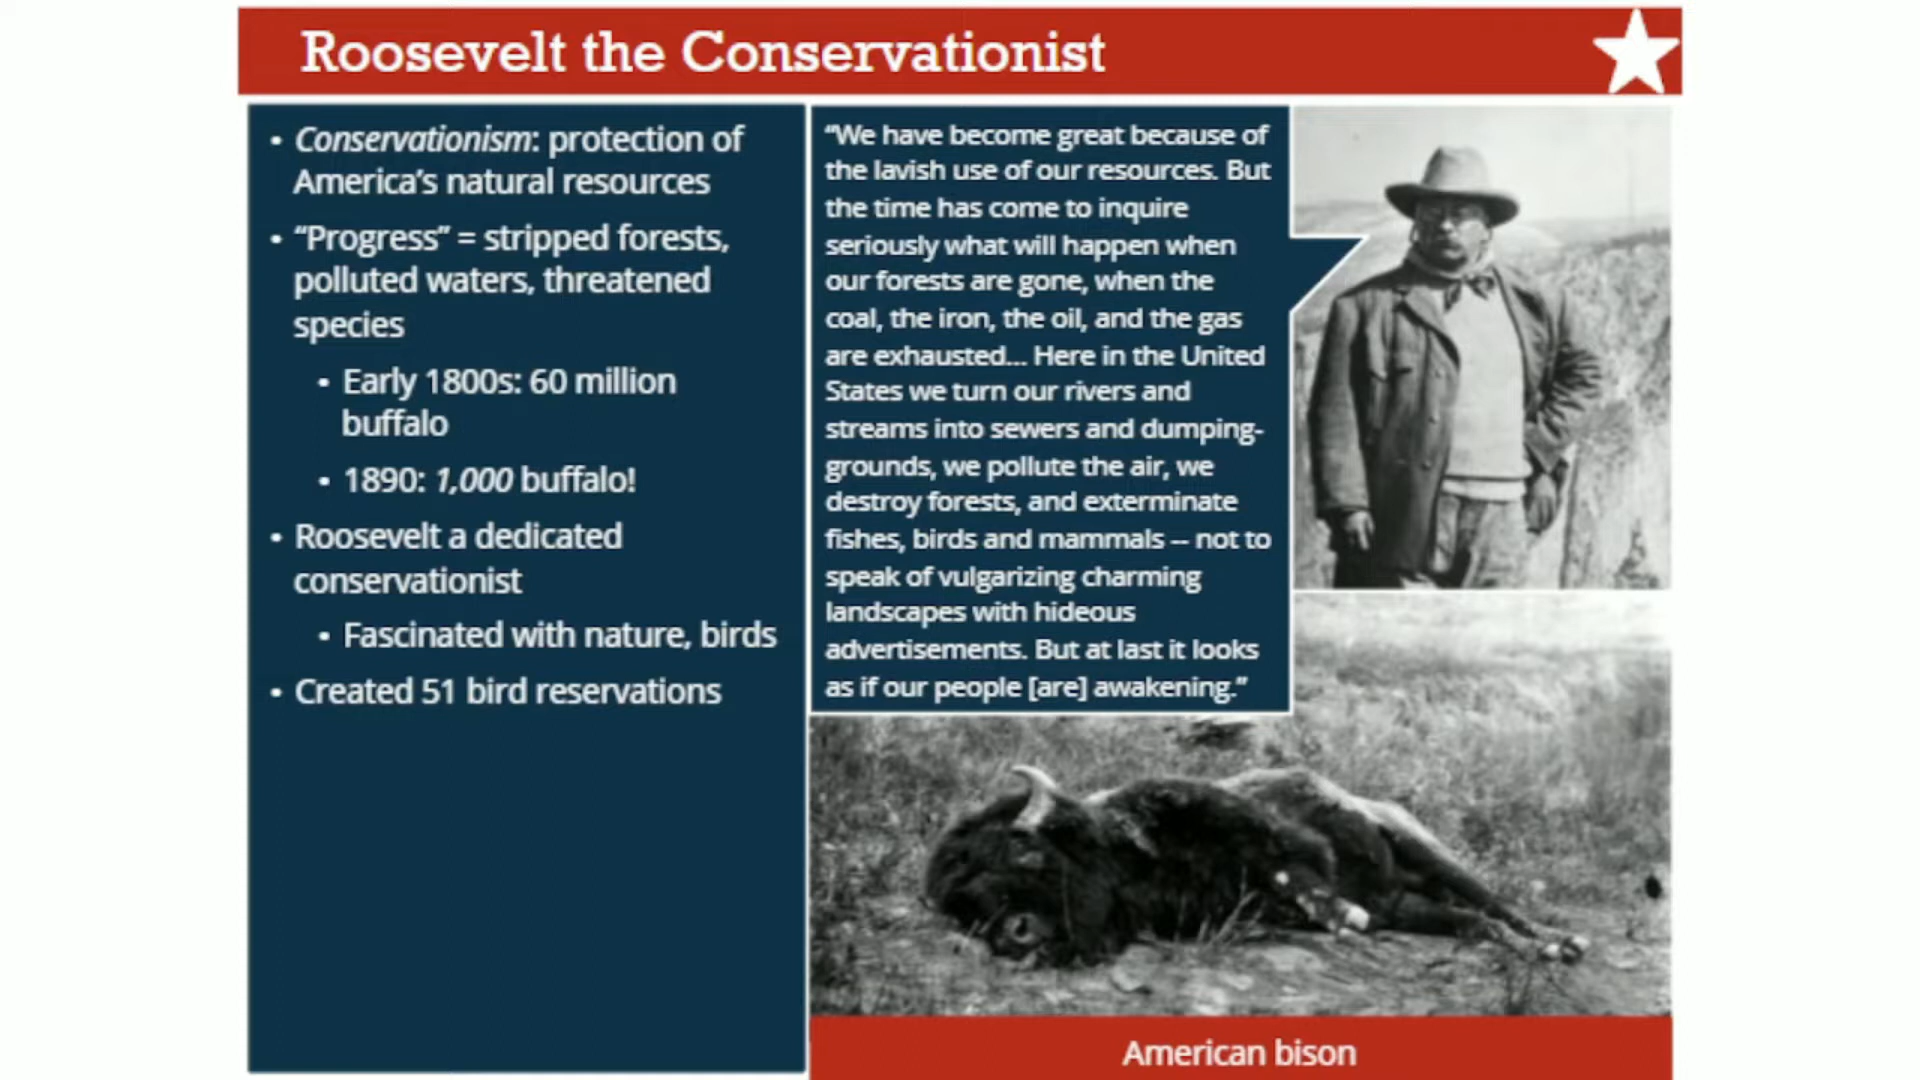 Roosevelt the Conservationist
• Conservationism: protection of
America's natural resources
• “Progress” = stripped forests,
polluted waters, threatened
species
• Early 1800s: 60 million
buffalo
• 1890: 1,000 buffalo!
• Roosevelt a dedicated
conservationist
• Fascinated with nature, birds
• Created 51 bird reservations
“We have become great because of
the lavish use of our resources. But
the time has come to inquire
seriously what will happen when
our forests are gone, when the
coal, the iron, the oil, and the gas
are exhausted... Here in the United
States we turn our rivers and
streams into sewers and dumping-
grounds, we pollute the air, we
destroy forests, and exterminate
fishes, birds and mammals -- not to
speak of vulgarizing charming
landscapes with hideous
advertisements. But at last it looks
as if our people [are] awakening.”
American bison